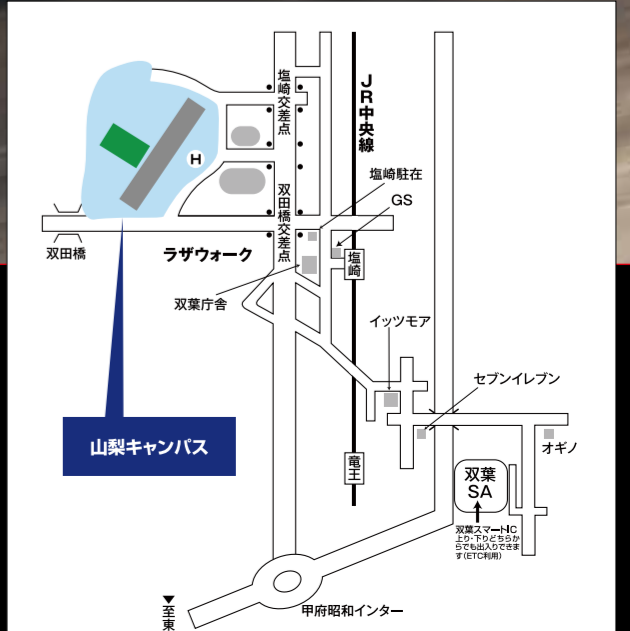 塩崎交差点
JR中央線
H
塩崎駐在
GS
双田橋交差点
双田橋
ラザウォーク
塩崎
双葉庁舎
イッツモア
セブンイレブン
山梨キャンパス
オギノ
竜王
双葉
SA
双葉スマートIC
上り・下りどちらか
らでも出入りできま
す(ETC利用)
甲府昭和インター
▼至東